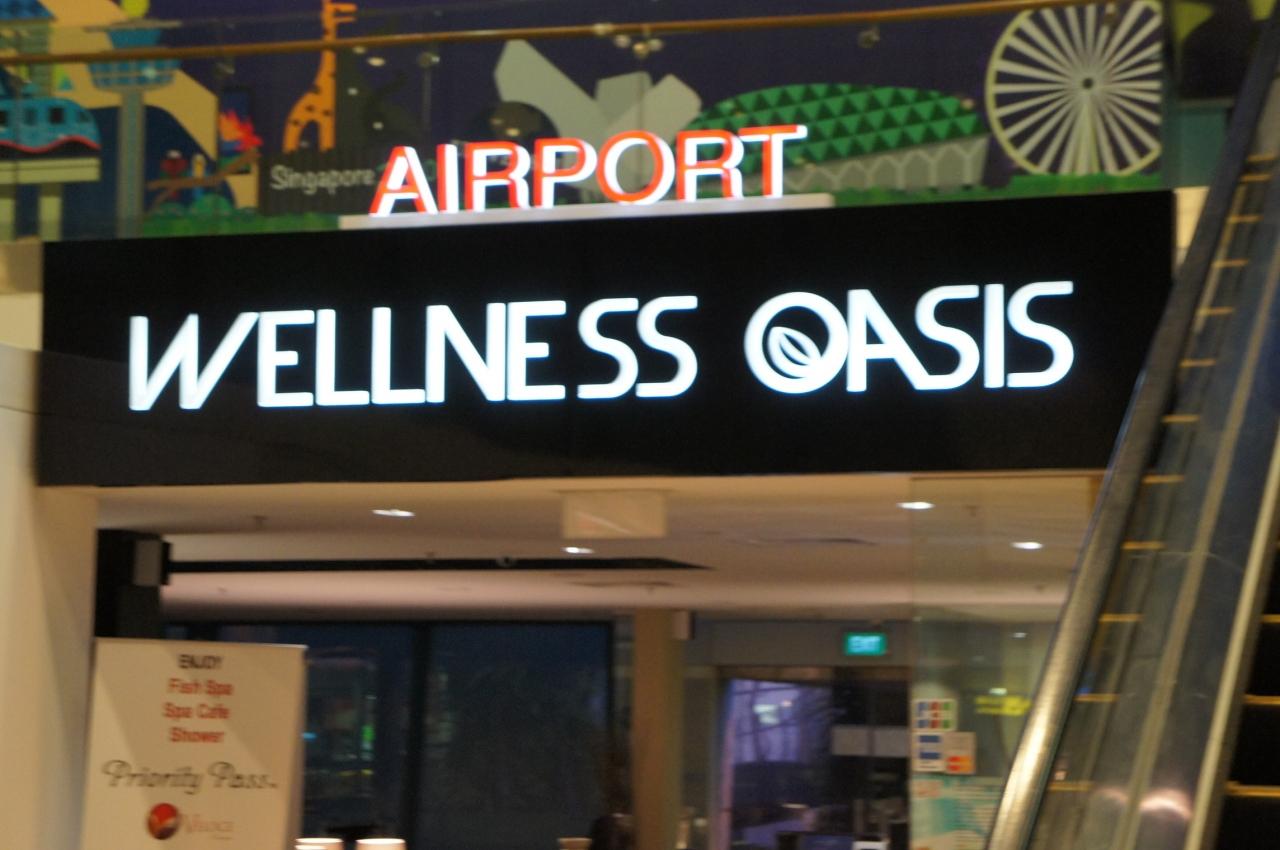 Singapore
AIRPORT
WELLNESS OASIS
EXIT
ENJOY
Fish Spa
Spa Cafe
Shower
Priority Pass